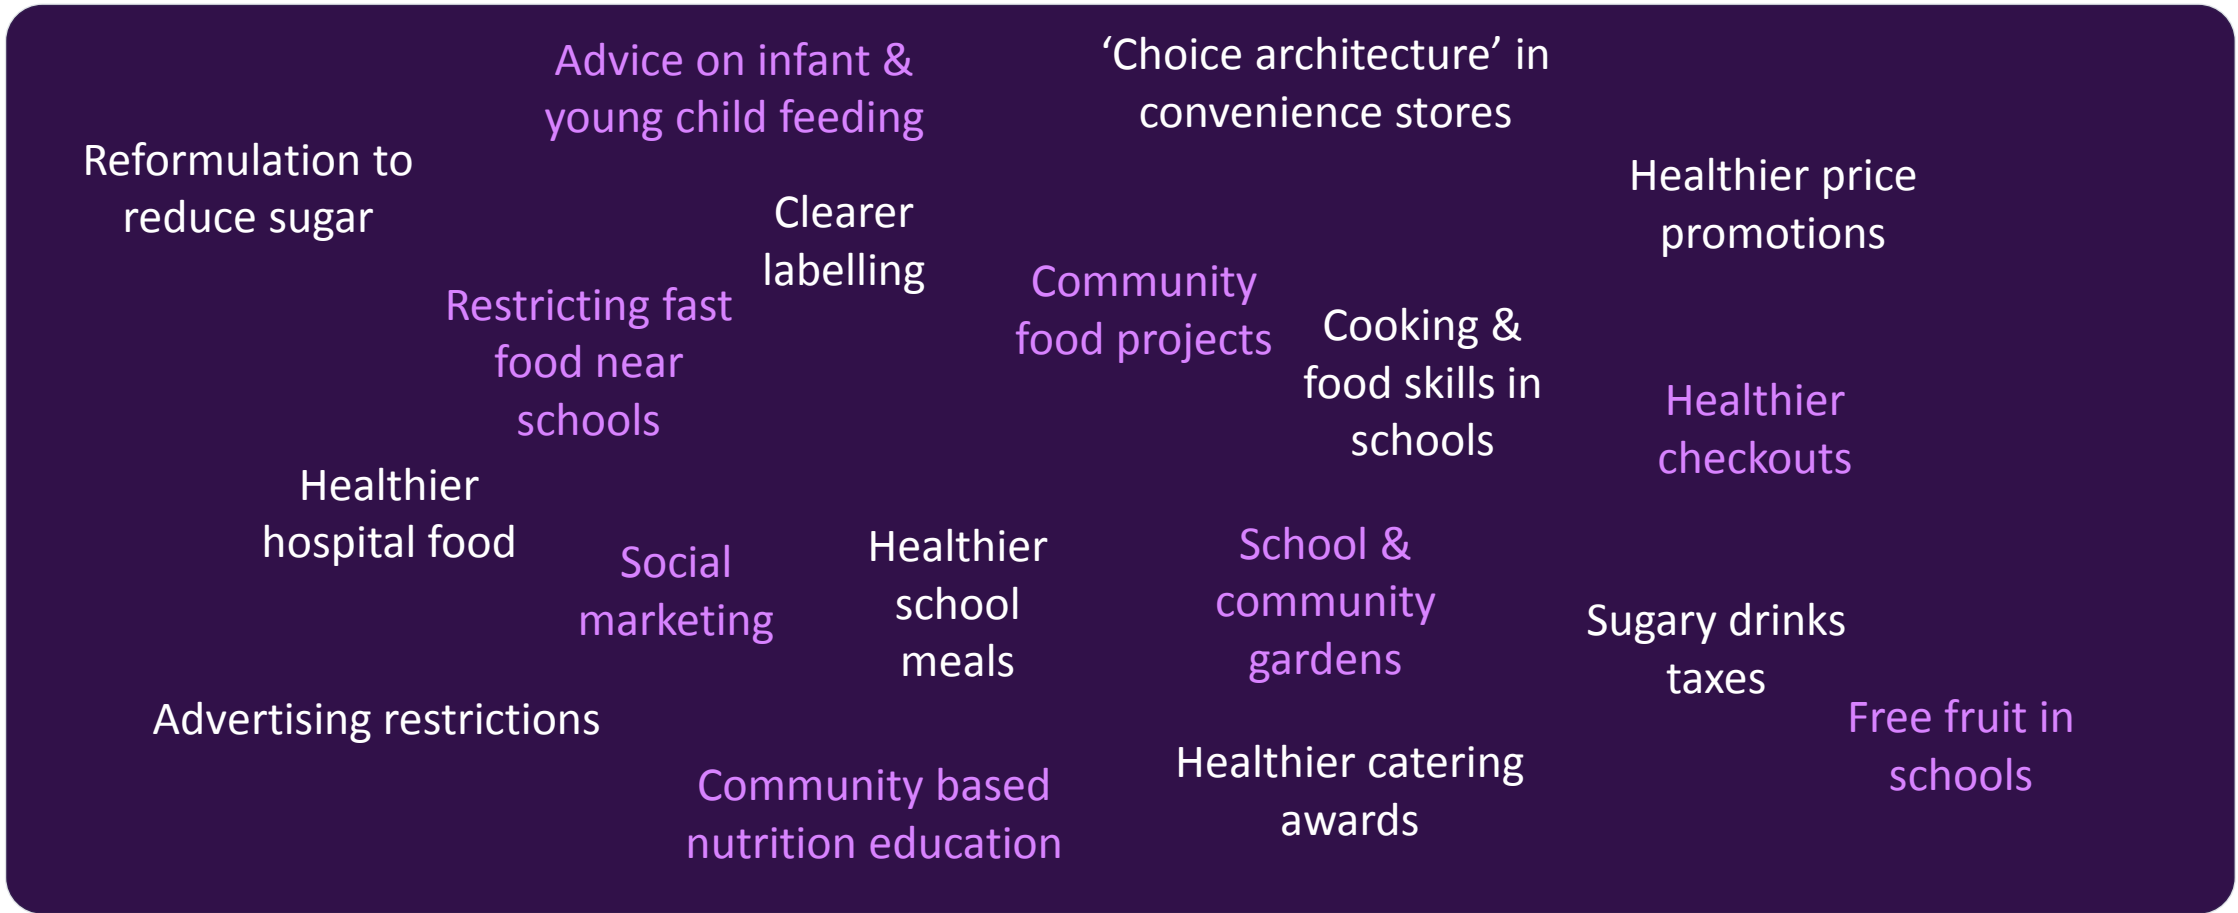 Advice on infant &
young child feeding
‘Choice architecture’ in
convenience stores
Reformulation to
reduce sugar
Clearer
labelling
Healthier price
promotions
Restricting fast
food near
schools
Community
food projects
Cooking &
food skills in
schools
Healthier
checkouts
Healthier
hospital food
Social
marketing
Healthier
school
meals
School &
community
gardens
Sugary drinks
taxes
Advertising restrictions
Free fruit in
schools
Community based
nutrition education
Healthier catering
awards